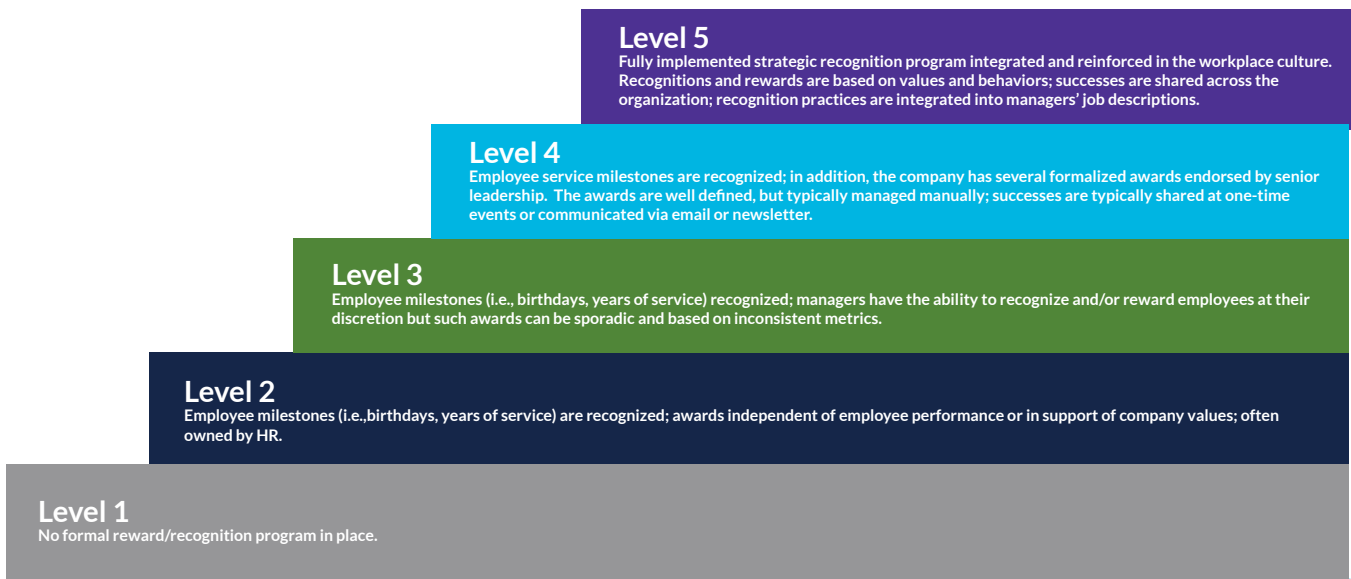 Level 5
Fully implemented strategic recognition program integrated and reinforced in the workplace culture.
Recognitions and rewards are based on values and behaviors; successes are shared across the
organization; recognition practices are integrated into managers' job descriptions.
Level 4
Employee service milestones are recognized; in addition, the company has several formalized awards endorsed by senior
leadership.  The awards are well defined, but typically managed manually; successes are typically shared at one-time
events or communicated via email or newsletter.
Level 3
Employee milestones (i.e., birthdays, years of service) recognized; managers have the ability to recognize and/or reward employees at their
discretion but such awards can be sporadic and based on inconsistent metrics.
Level 2
Employee milestones (i.e.,birthdays, years of service) are recognized; awards independent of employee performance or in support of company values; often
owned by HR.
Level 1
No formal reward/recognition program in place.